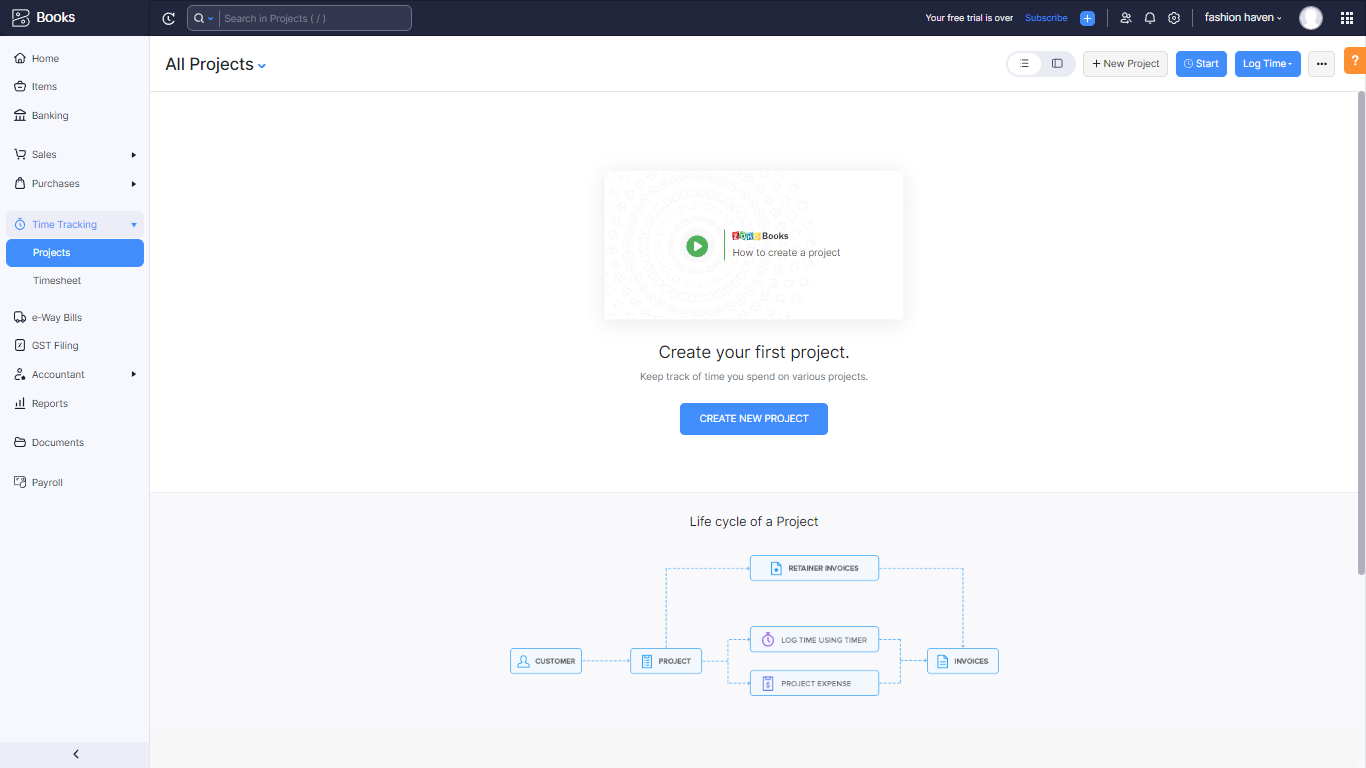 Books
Search in Projects ( / )
Your free trial is over
Subscribe
fashion haven
Home
Items
Banking
Sales
Purchases
Time Tracking
Projects
Timesheet
e-Way Bills
GST Filing
Accountant
Reports
Documents
Payroll
All Projects
+ New Project
Start
Log Time
?
ZOHO Books
How to create a project
Create your first project.
Keep track of time you spend on various projects.
CREATE NEW PROJECT
Life cycle of a Project
RETAINER INVOICES
LOG TIME USING TIMER
CUSTOMER
PROJECT
INVOICES
PROJECT EXPENSE